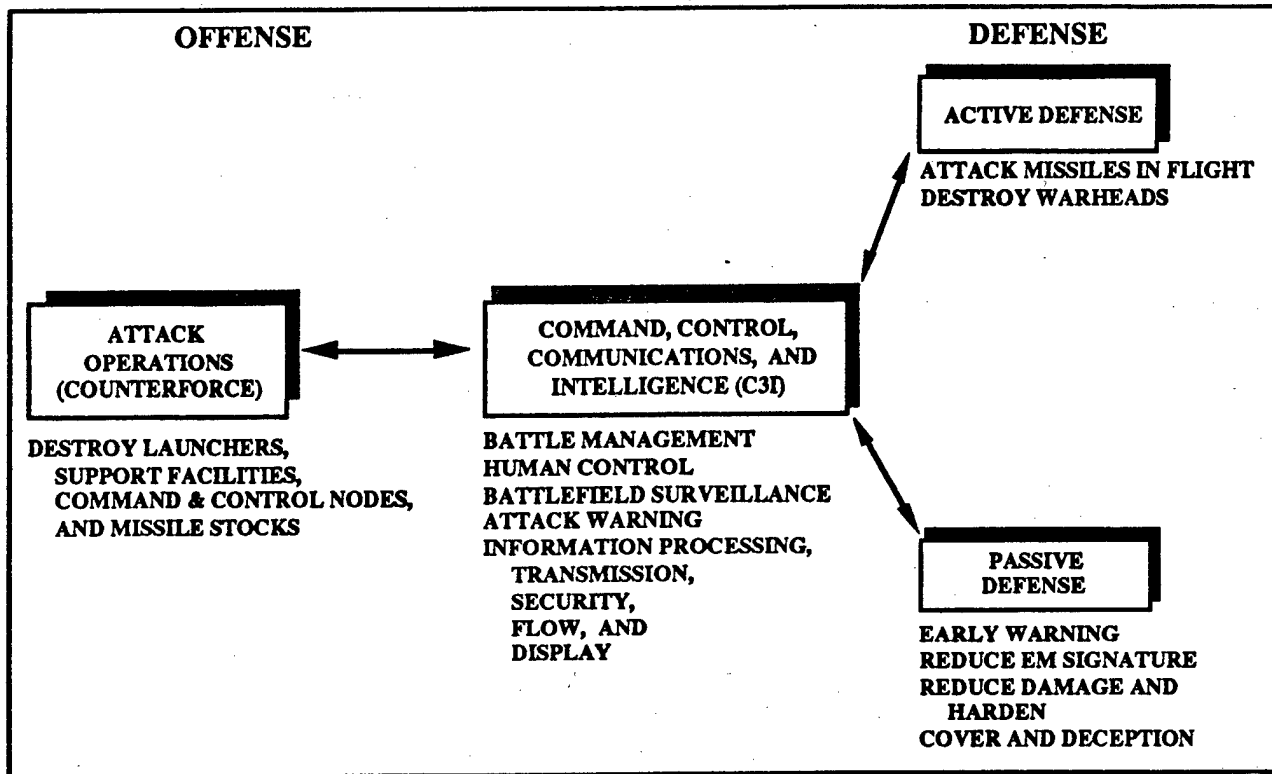 OFFENSE
DEFENSE
ACTIVE DEFENSE
ATTACK MISSILES IN FLIGHT
DESTROY WARHEADS
ATTACK
OPERATIONS
(COUNTERFORCE)
DESTROY LAUNCHERS,
SUPPORT FACILITIES,
COMMAND & CONTROL NODES,
AND MISSILE STOCKS
COMMAND, CONTROL,
COMMUNICATIONS, AND
INTELLIGENCE (C3I)
BATTLE MANAGEMENT
HUMAN CONTROL
BATTLEFIELD SURVEILLANCE
ATTACK WARNING
INFORMATION PROCESSING,
TRANSMISSION,
SECURITY,
FLOW, AND
DISPLAY
PASSIVE
DEFENSE
EARLY WARNING
REDUCE EM SIGNATURE
REDUCE DAMAGE AND
HARDEN
COVER AND DECEPTION